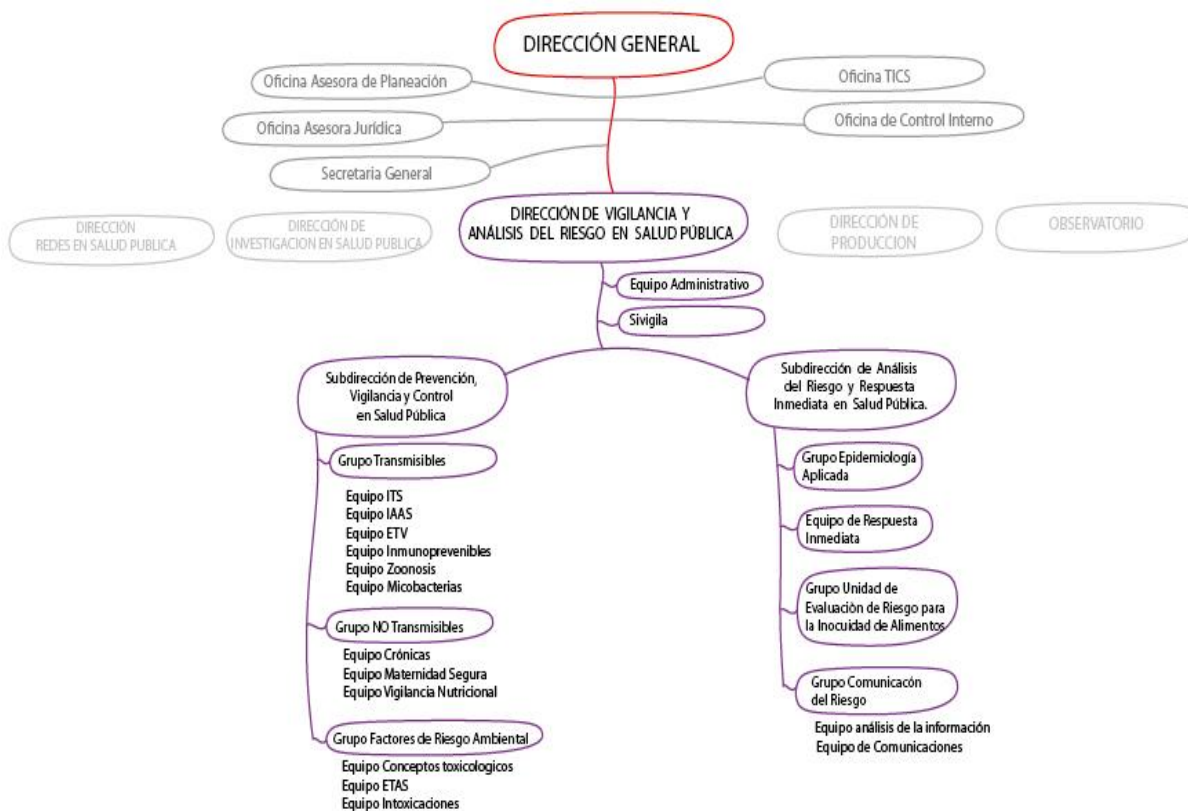 DIRECCIÓN GENERAL
Oficina Asesora de Planeación
Oficina TICS
Oficina Asesora Jurídica
Oficina de Control Interno
Secretaria General
DIRECCIÓN
REDES EN SALUD PUBLICA
DIRECCIÓN DE
INVESTIGACION EN SALUD PUBLICA
DIRECCIÓN DE VIGILANCIA Y
ANÁLISIS DEL RIESGO EN SALUD PÚBLICA
DIRECCIÓN DE
PRODUCCION
OBSERVATORIO
Equipo Administrativo
Sivigila
Subdirección de Prevención,
Vigilancia y Control
en Salud Pública
Grupo Transmisibles
Equipo ITS
Equipo IAAS
Equipo ETV
Equipo Inmunoprevenibles
Equipo Zoonosis
Equipo Micobacterias
Grupo NO Transmisibles
Equipo Crónicas
Equipo Maternidad Segura
Equipo Vigilancia Nutricional
Grupo Factores de Riesgo Ambiental
Equipo Conceptos toxicologicos
Equipo ETAS
Equipo Intoxicaciones
Subdirección de Análisis
del Riesgo y Respuesta
Inmediata en Salud Pública.
Grupo Epidemiología
Aplicada
Equipo de Respuesta
Inmediata
Grupo Unidad de
Evaluaciòn de Riesgo para
la Inocuidad de Alimentos
Grupo Comunicacón
del Riesgo
Equipo análisis de la información
Equipo de Comunicaciones